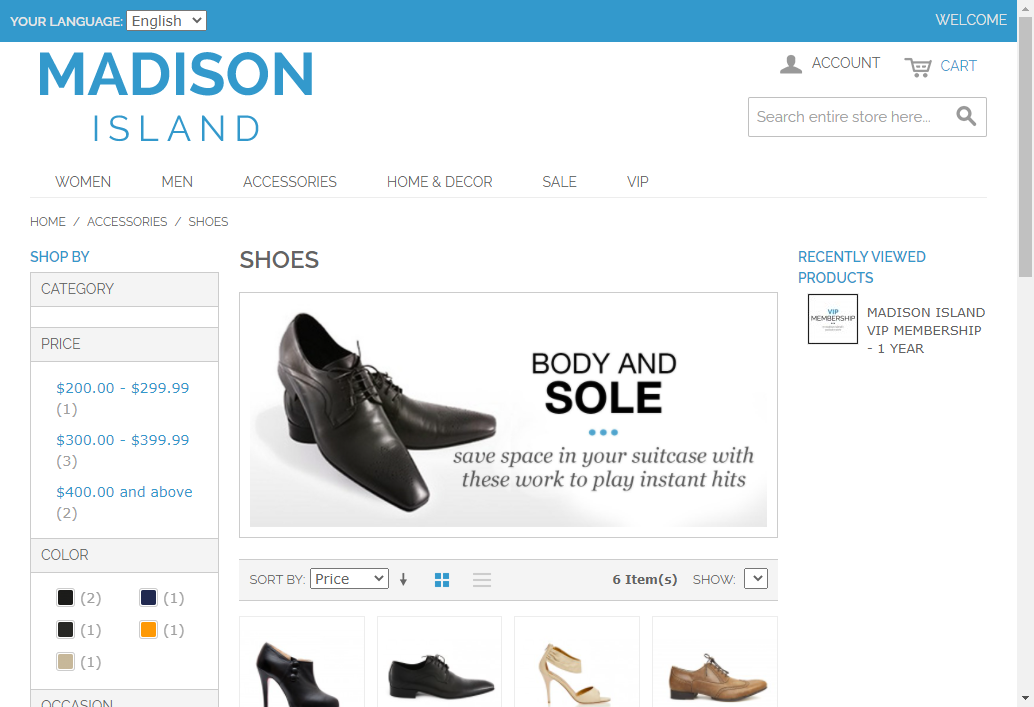 YOUR LANGUAGE: English
WELCOME
MADISON
ISLAND
ACCOUNT
CART
Search entire store here...
WOMEN
MEN
ACCESSORIES
HOME & DECOR
SALE
VIP
HOME / ACCESSORIES / SHOES
SHOP BY
CATEGORY
PRICE
$200.00 - $299.99
(1)
$300.00 - $399.99
(3)
$400.00 and above
(2)
COLOR
(2)
(1)
(1)
(1)
(1)
OCCASION
SHOES
BODY AND
SOLE
save space in your suitcase with
these work to play instant hits
SORT BY: Price
6 Item(s)
SHOW:
RECENTLY VIEWED
PRODUCTS
VIP
MEMBERSHIP
MADISON ISLAND
VIP MEMBERSHIP
- 1 YEAR